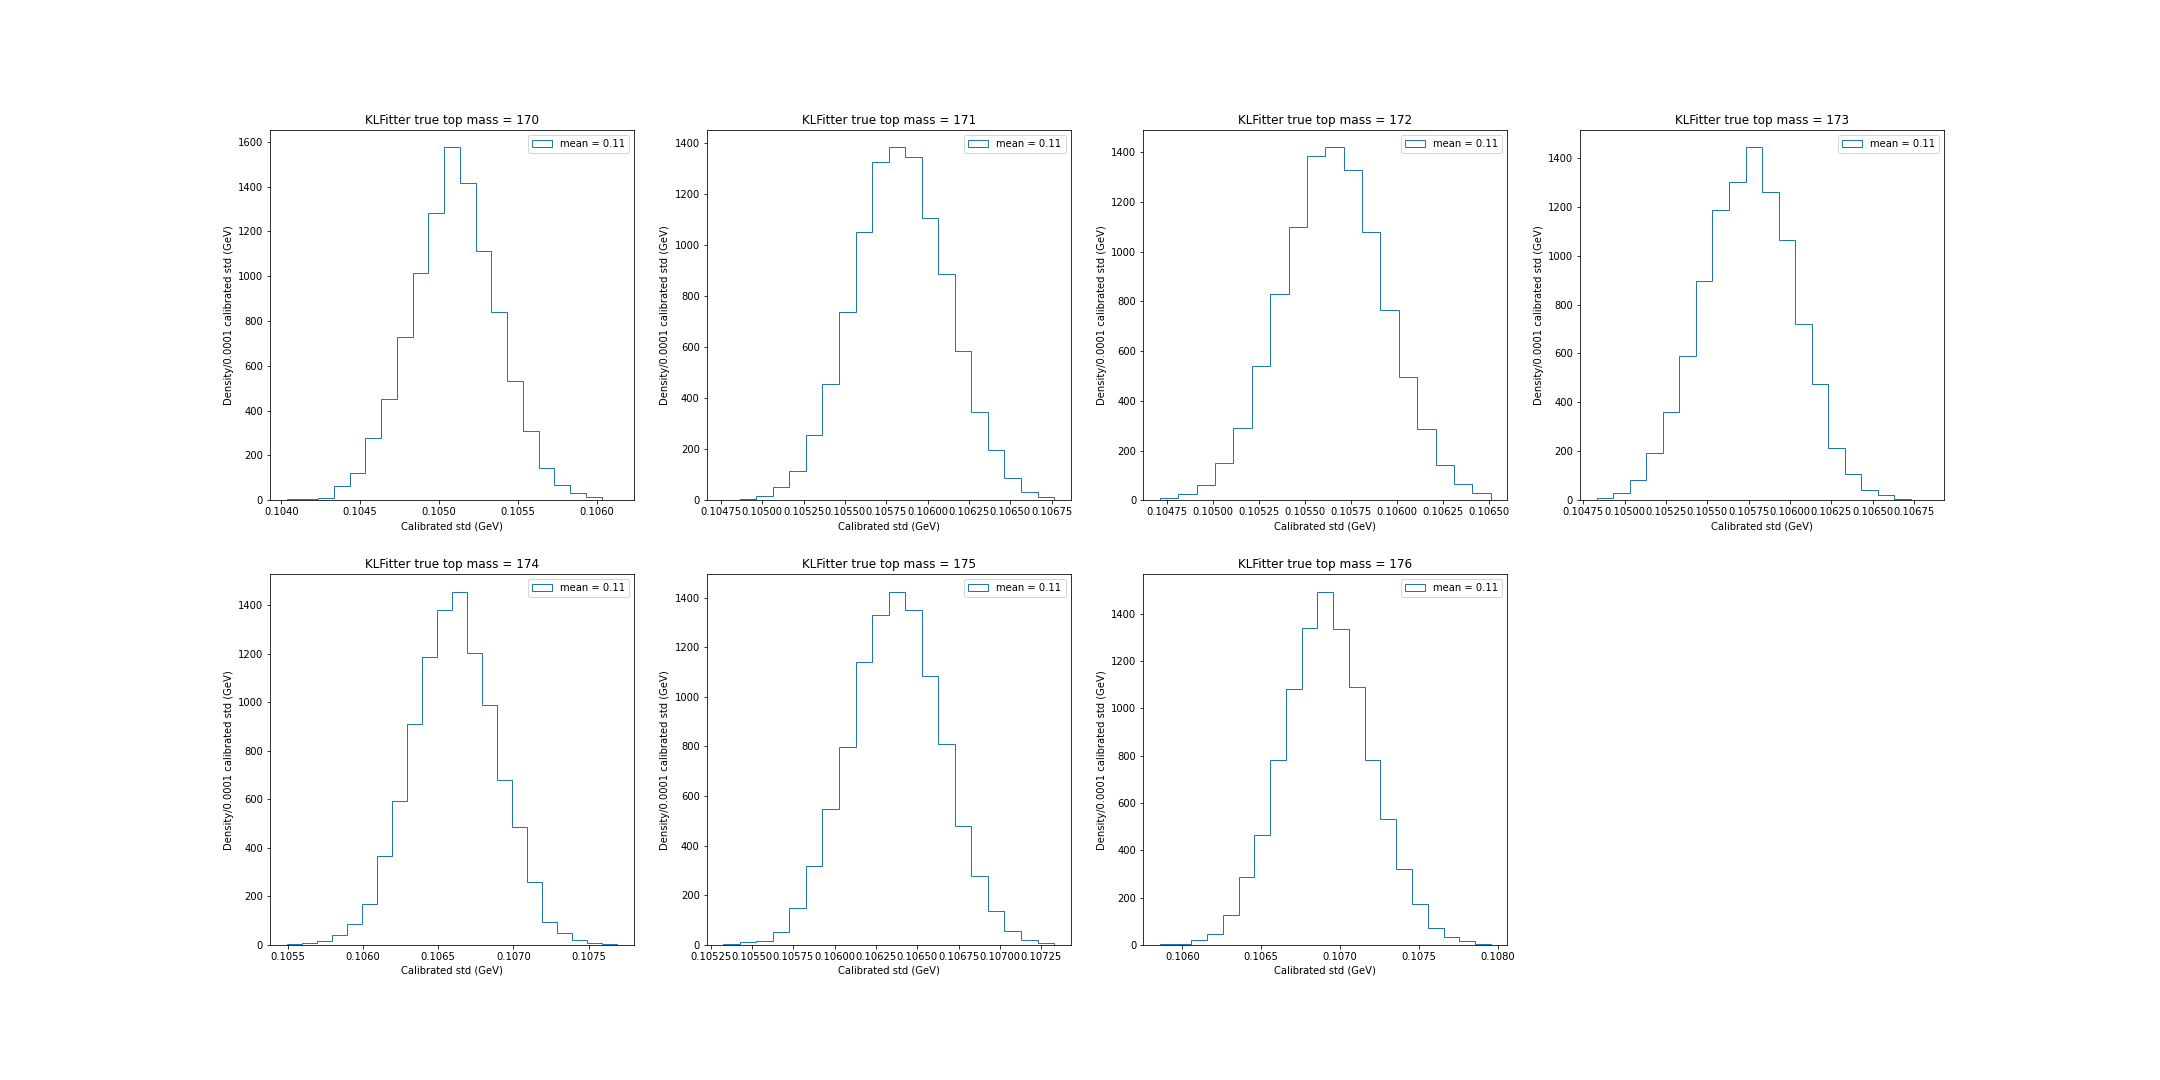 KLFitter true top mass = 170
mean = 0.11
1600
1400
1200
1000
800
600
400
200
0
Density/0.0001 calibrated std (GeV)
0.1040 0.1045 0.1050 0.1055 0.1060
Calibrated std (GeV)
KLFitter true top mass = 171
mean = 0.11
1400
1200
1000
800
600
400
200
0
Density/0.0001 calibrated std (GeV)
0.10475 0.10500 0.10525 0.10550 0.10575 0.10600 0.10625 0.10650 0.10675
Calibrated std (GeV)
KLFitter true top mass = 172
mean = 0.11
1400
1200
1000
800
600
400
200
0
Density/0.0001 calibrated std (GeV)
0.10475 0.10500 0.10525 0.10550 0.10575 0.10600 0.10625 0.10650
Calibrated std (GeV)
KLFitter true top mass = 173
mean = 0.11
1400
1200
1000
800
600
400
200
0
Density/0.0001 calibrated std (GeV)
0.10475 0.10500 0.10525 0.10550 0.10575 0.10600 0.10625 0.10650 0.10675
Calibrated std (GeV)
KLFitter true top mass = 174
mean = 0.11
1400
1200
1000
800
600
400
200
0
Density/0.0001 calibrated std (GeV)
0.1055 0.1060 0.1065 0.1070 0.1075
Calibrated std (GeV)
KLFitter true top mass = 175
mean = 0.11
1400
1200
1000
800
600
400
200
0
Density/0.0001 calibrated std (GeV)
0.10525 0.10550 0.10575 0.10600 0.10625 0.10650 0.10675 0.10700 0.10725
Calibrated std (GeV)
KLFitter true top mass = 176
mean = 0.11
1400
1200
1000
800
600
400
200
0
Density/0.0001 calibrated std (GeV)
0.1060 0.1065 0.1070 0.1075 0.1080
Calibrated std (GeV)